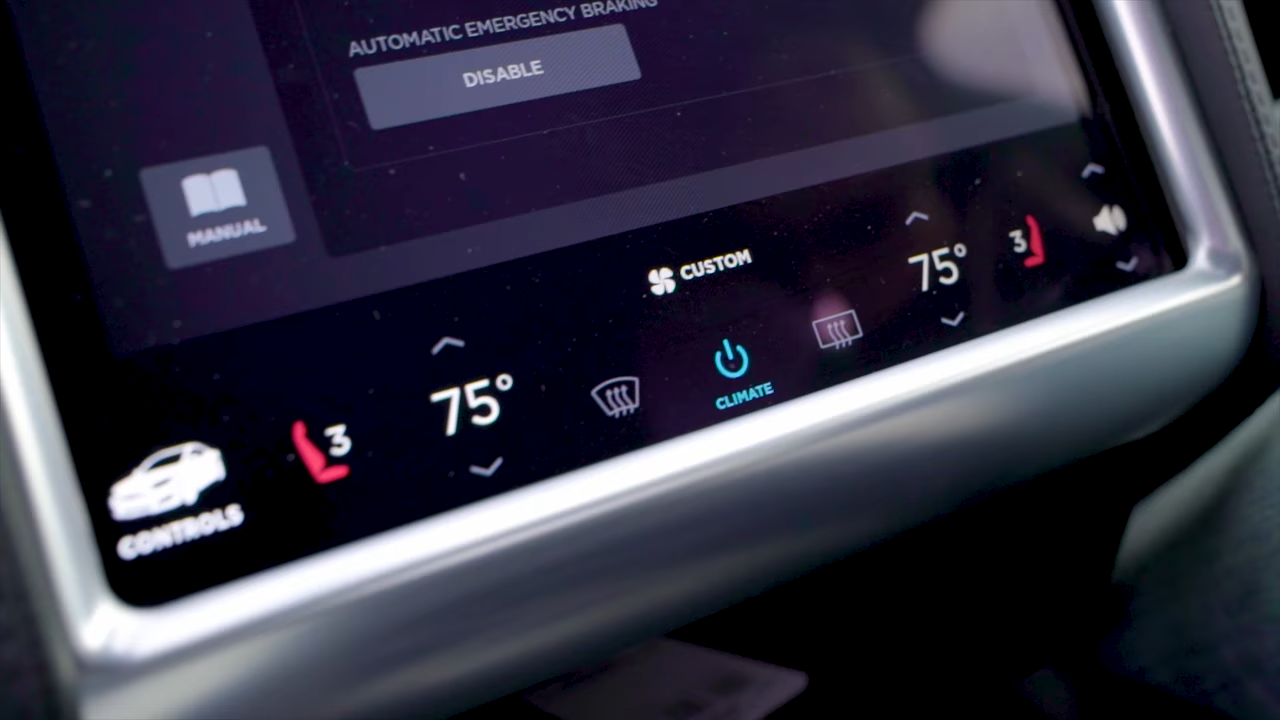 AUTOMATIC EMERGENCY BRAKING
DISABLE
MANUAL
CUSTOM
75°
3
3
75°
CLIMATE
CONTROLS